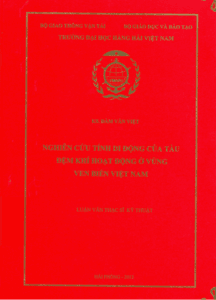 BỘ GIAO THÔNG VẬN TẢI BỘ GIÁO DỤC VÀ ĐÀO TẠO
TRƯỜNG ĐẠI HỌC HÀNG HẢI VIỆT NAM
VĂN VIỆT
NGHIÊN CỨU TÍNH DI ĐỘNG CỦA TÀU
ĐỆM KHÍ HOẠT ĐỘNG Ở VÙNG
VEN BIỂN VIỆT NAM
LUẬN VĂN THẠC SĨ KỸ THUẬT
HẢI PHÒNG